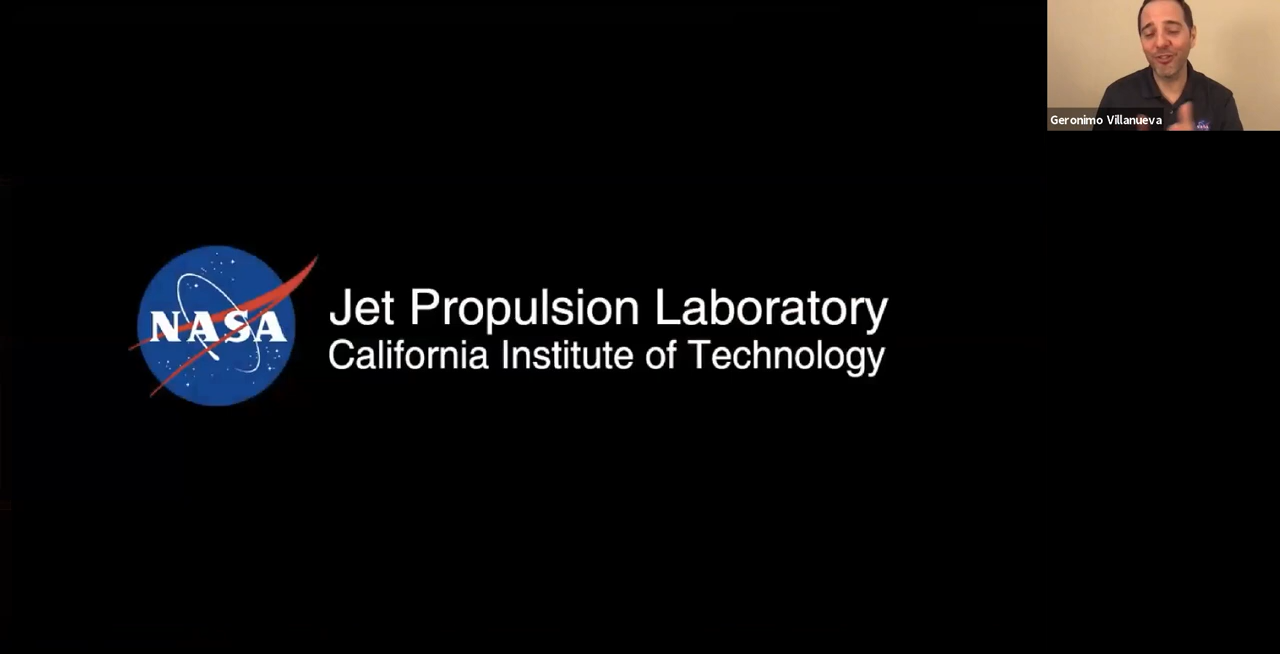 Geronimo Villanueva
NASA
Jet Propulsion Laboratory
California Institute of Technology